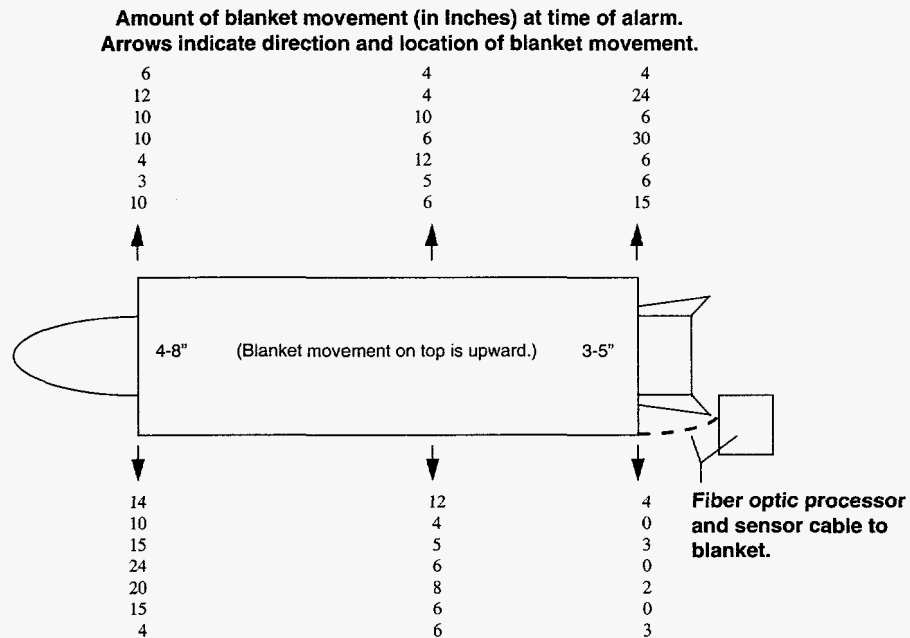 Amount of blanket movement (in Inches) at time of alarm.
Arrows indicate direction and location of blanket movement.
6 4 4
12 4 24
10 10 6
10 6 30
4 12 6
3 5 6
10 6 15
4-8” (Blanket movement on top is upward.) 3-5”
14 12 4
10 4 0
15 5 3
24 6 0
20 8 2
15 6 0
4 6 3
Fiber optic processor
and sensor cable to
blanket.